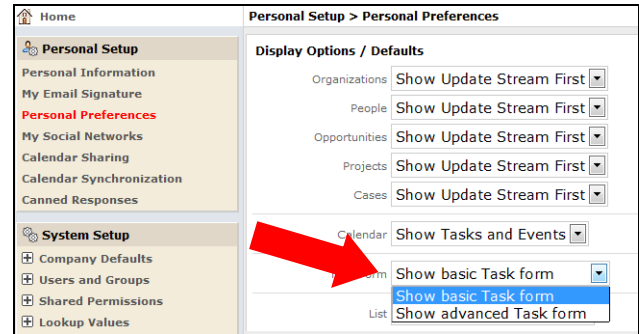 Home
Personal Setup > Personal Preferences
Personal Setup
Personal Information
My Email Signature
Personal Preferences
My Social Networks
Calendar Sharing
Calendar Synchronization
Canned Responses
System Setup
Company Defaults
Users and Groups
Shared Permissions
Lookup Values
Display Options / Defaults
Organizations Show Update Stream First
People Show Update Stream First
Opportunities Show Update Stream First
Projects Show Update Stream First
Cases Show Update Stream First
Calendar Show Tasks and Events
Show basic Task form
Show basic Task form
Show advanced Task form
List